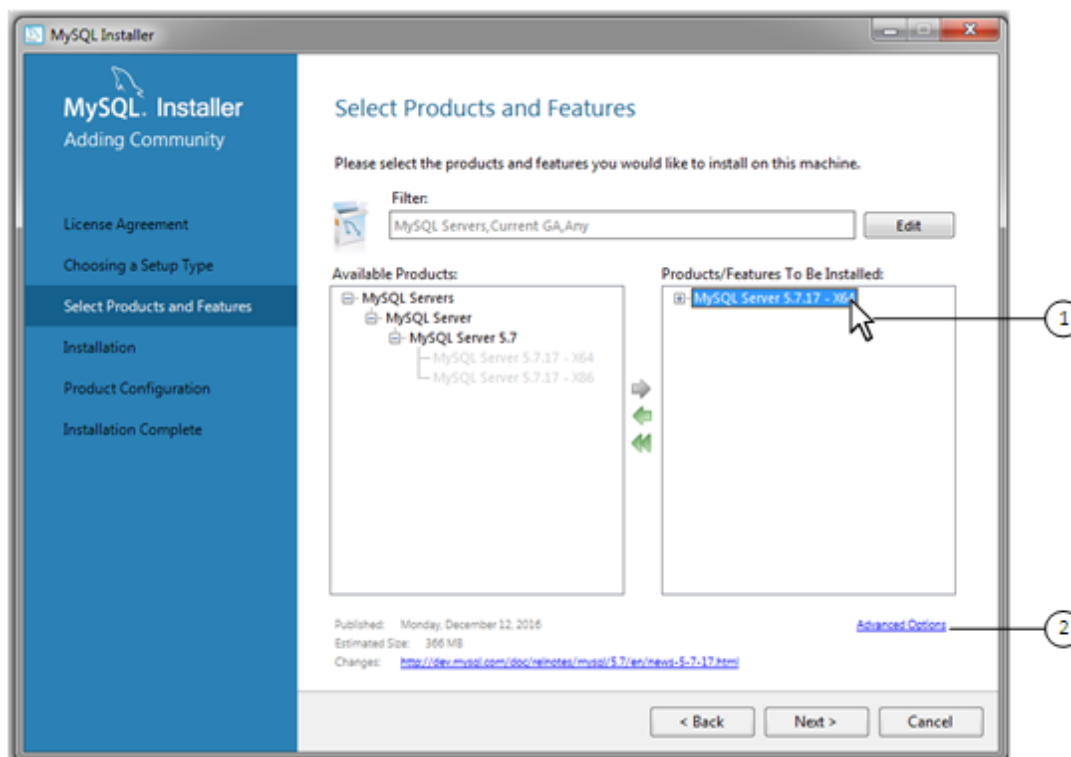 MySQL Installer
MySQL. Installer
Adding Community
License Agreement
Choosing a Setup Type
Select Products and Features
Installation
Product Configuration
Installation Complete
Select Products and Features
Please select the products and features you would like to install on this machine.
Filter:
MySQL Servers,Current GA,Any
Edit
Available Products:
MySQL Servers
MySQL Server
MySQL Server 5.7
MySQL Server 5.7.17 - X64
MySQL Server 5.7.17 - X86
Products/Features To Be Installed:
MySQL Server 5.7.17 - X64
1
Published: Monday, December 12, 2016
Estimated Size: 366 MB
Changes: http://dev.mysql.com/doc/relnotes/mysql/5.7/en/news-5-7-17.html
Advanced Options
2
< Back
Next >
Cancel